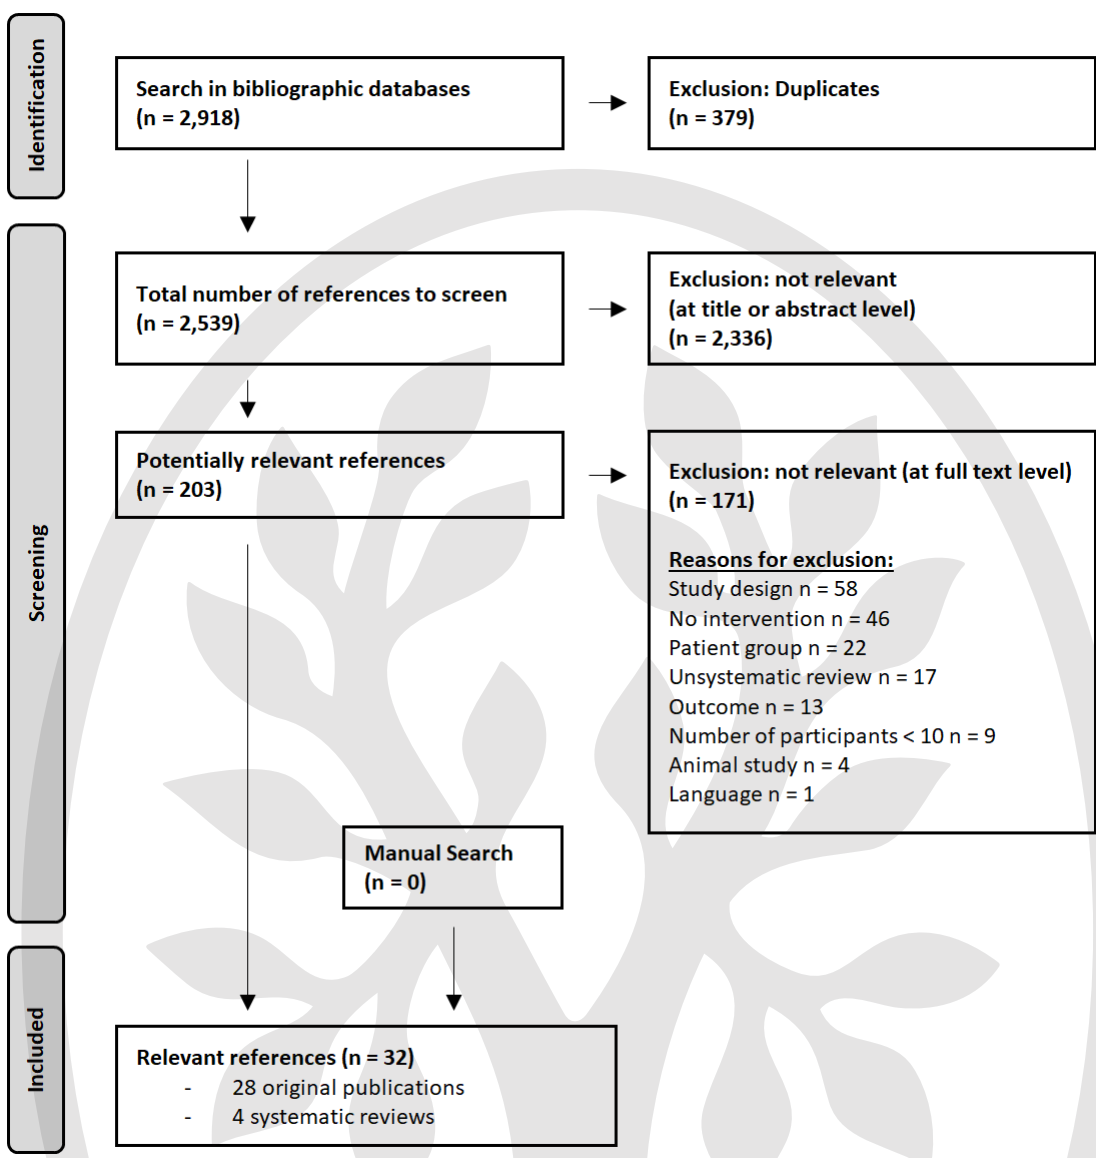 Identification
Search in bibliographic databases
(n = 2,918)
Exclusion: Duplicates
(n = 379)
Screening
Total number of references to screen
(n = 2,539)
Exclusion: not relevant
(at title or abstract level)
(n = 2,336)
Potentially relevant references
(n = 203)
Exclusion: not relevant (at full text level)
(n = 171)
Reasons for exclusion:
Study design n = 58
No intervention n = 46
Patient group n = 22
Unsystematic review n = 17
Outcome n = 13
Number of participants < 10 n = 9
Animal study n = 4
Language n = 1
Manual Search
(n = 0)
Included
Relevant references (n = 32)
- 28 original publications
- 4 systematic reviews